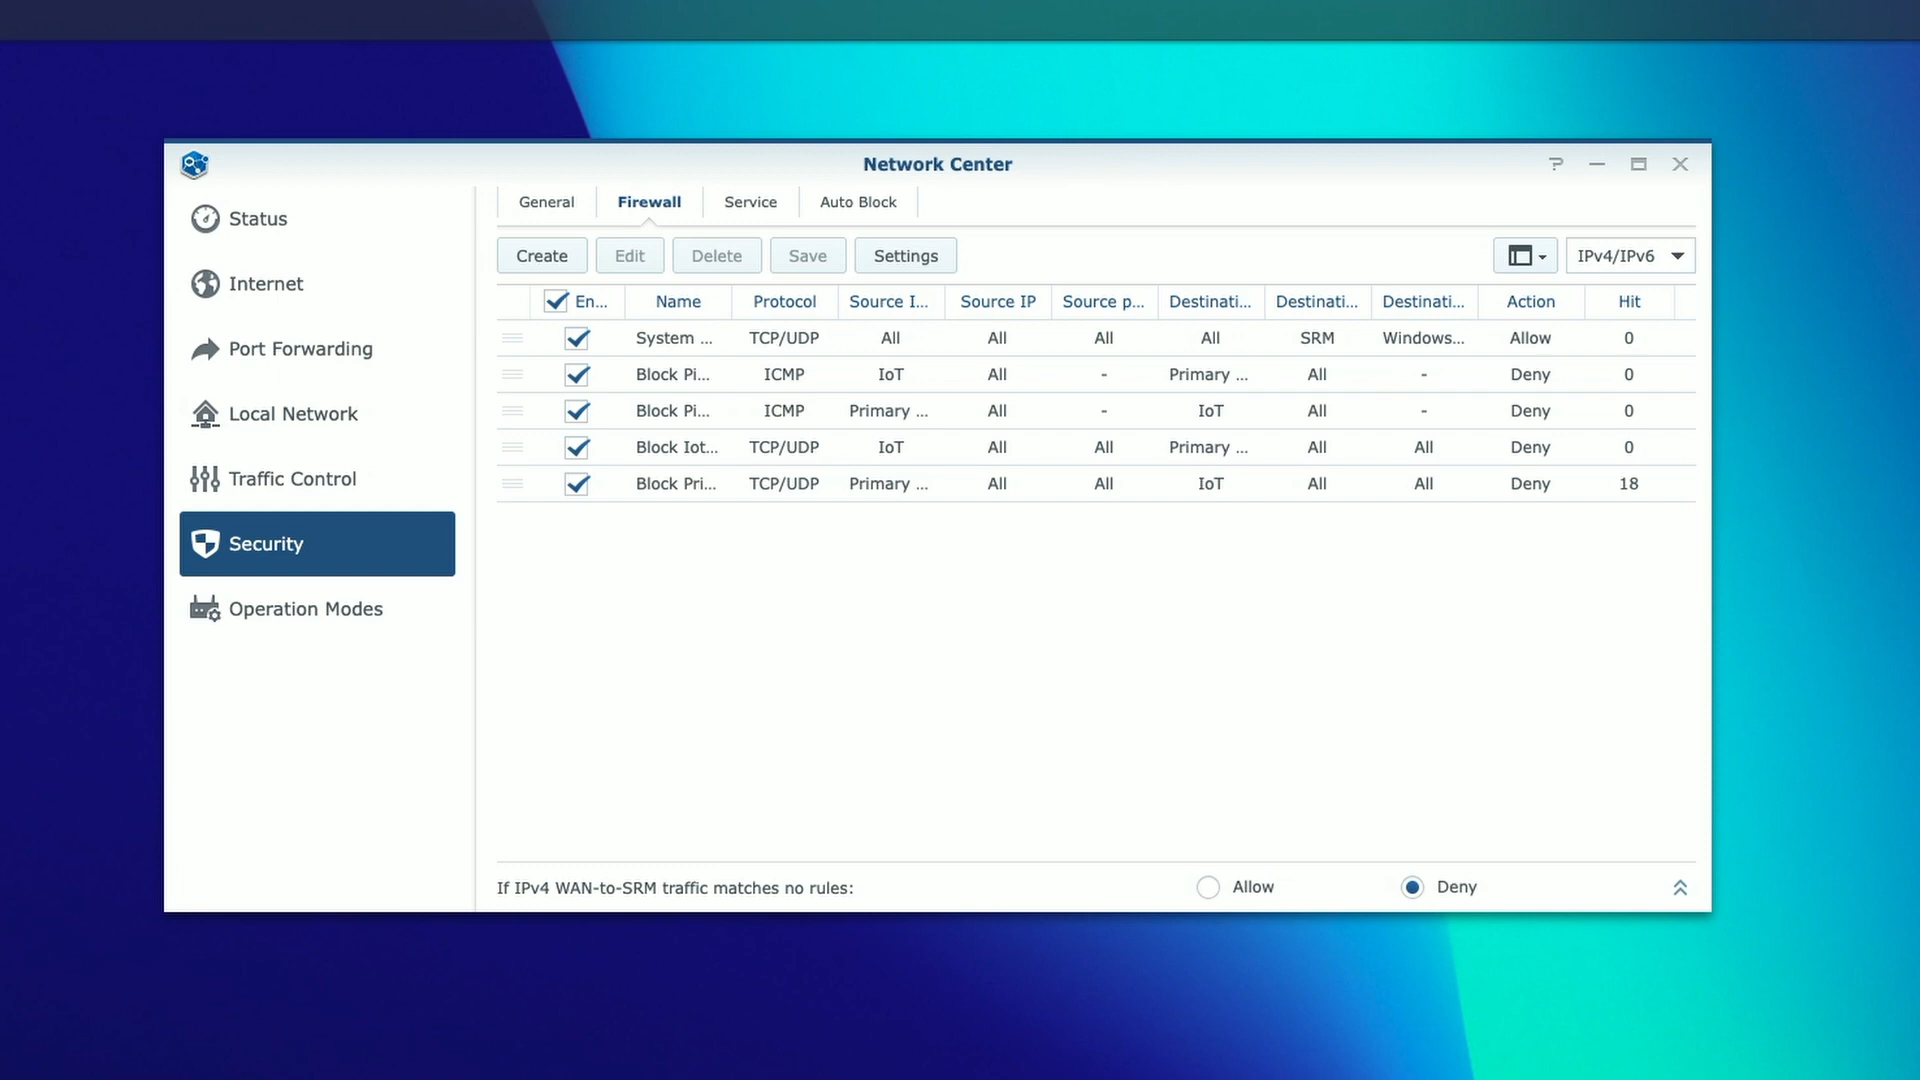 Network Center
Status
Internet
Port Forwarding
Local Network
Traffic Control
Security
Operation Modes
General Firewall Service Auto Block
Create Edit Delete Save Settings IPv4/IPv6
En... Name Protocol Source I... Source IP Source p... Destinati... Destinati... Destinati... Action Hit
System ... TCP/UDP All All All All SRM Windows... Allow 0
Block Pi... ICMP IoT All - Primary ... All - Deny 0
Block Pi... ICMP Primary ... All - IoT All - Deny 0
Block Iot... TCP/UDP IoT All All Primary ... All All Deny 0
Block Pri... TCP/UDP Primary ... All All IoT All All Deny 18
If IPv4 WAN-to-SRM traffic matches no rules: Allow Deny